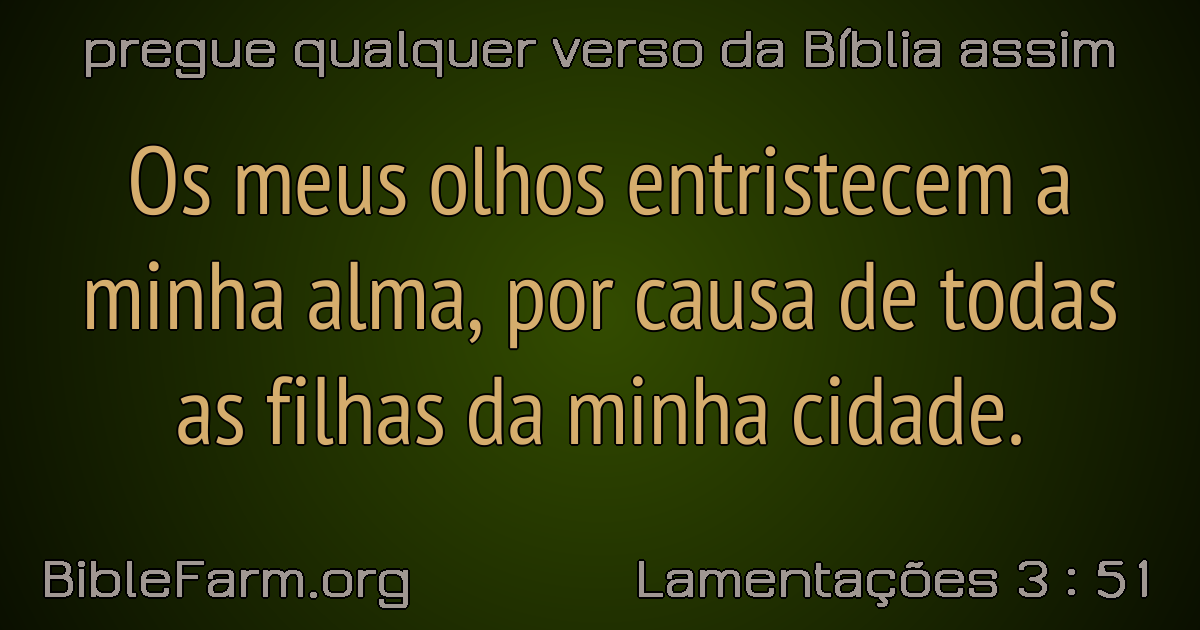 pregue qualquer verso da Bíblia assim
Os meus olhos entristecem a
minha alma, por causa de todas
as filhas da minha cidade.
BibleFarm.org
Lamentações 3 : 51